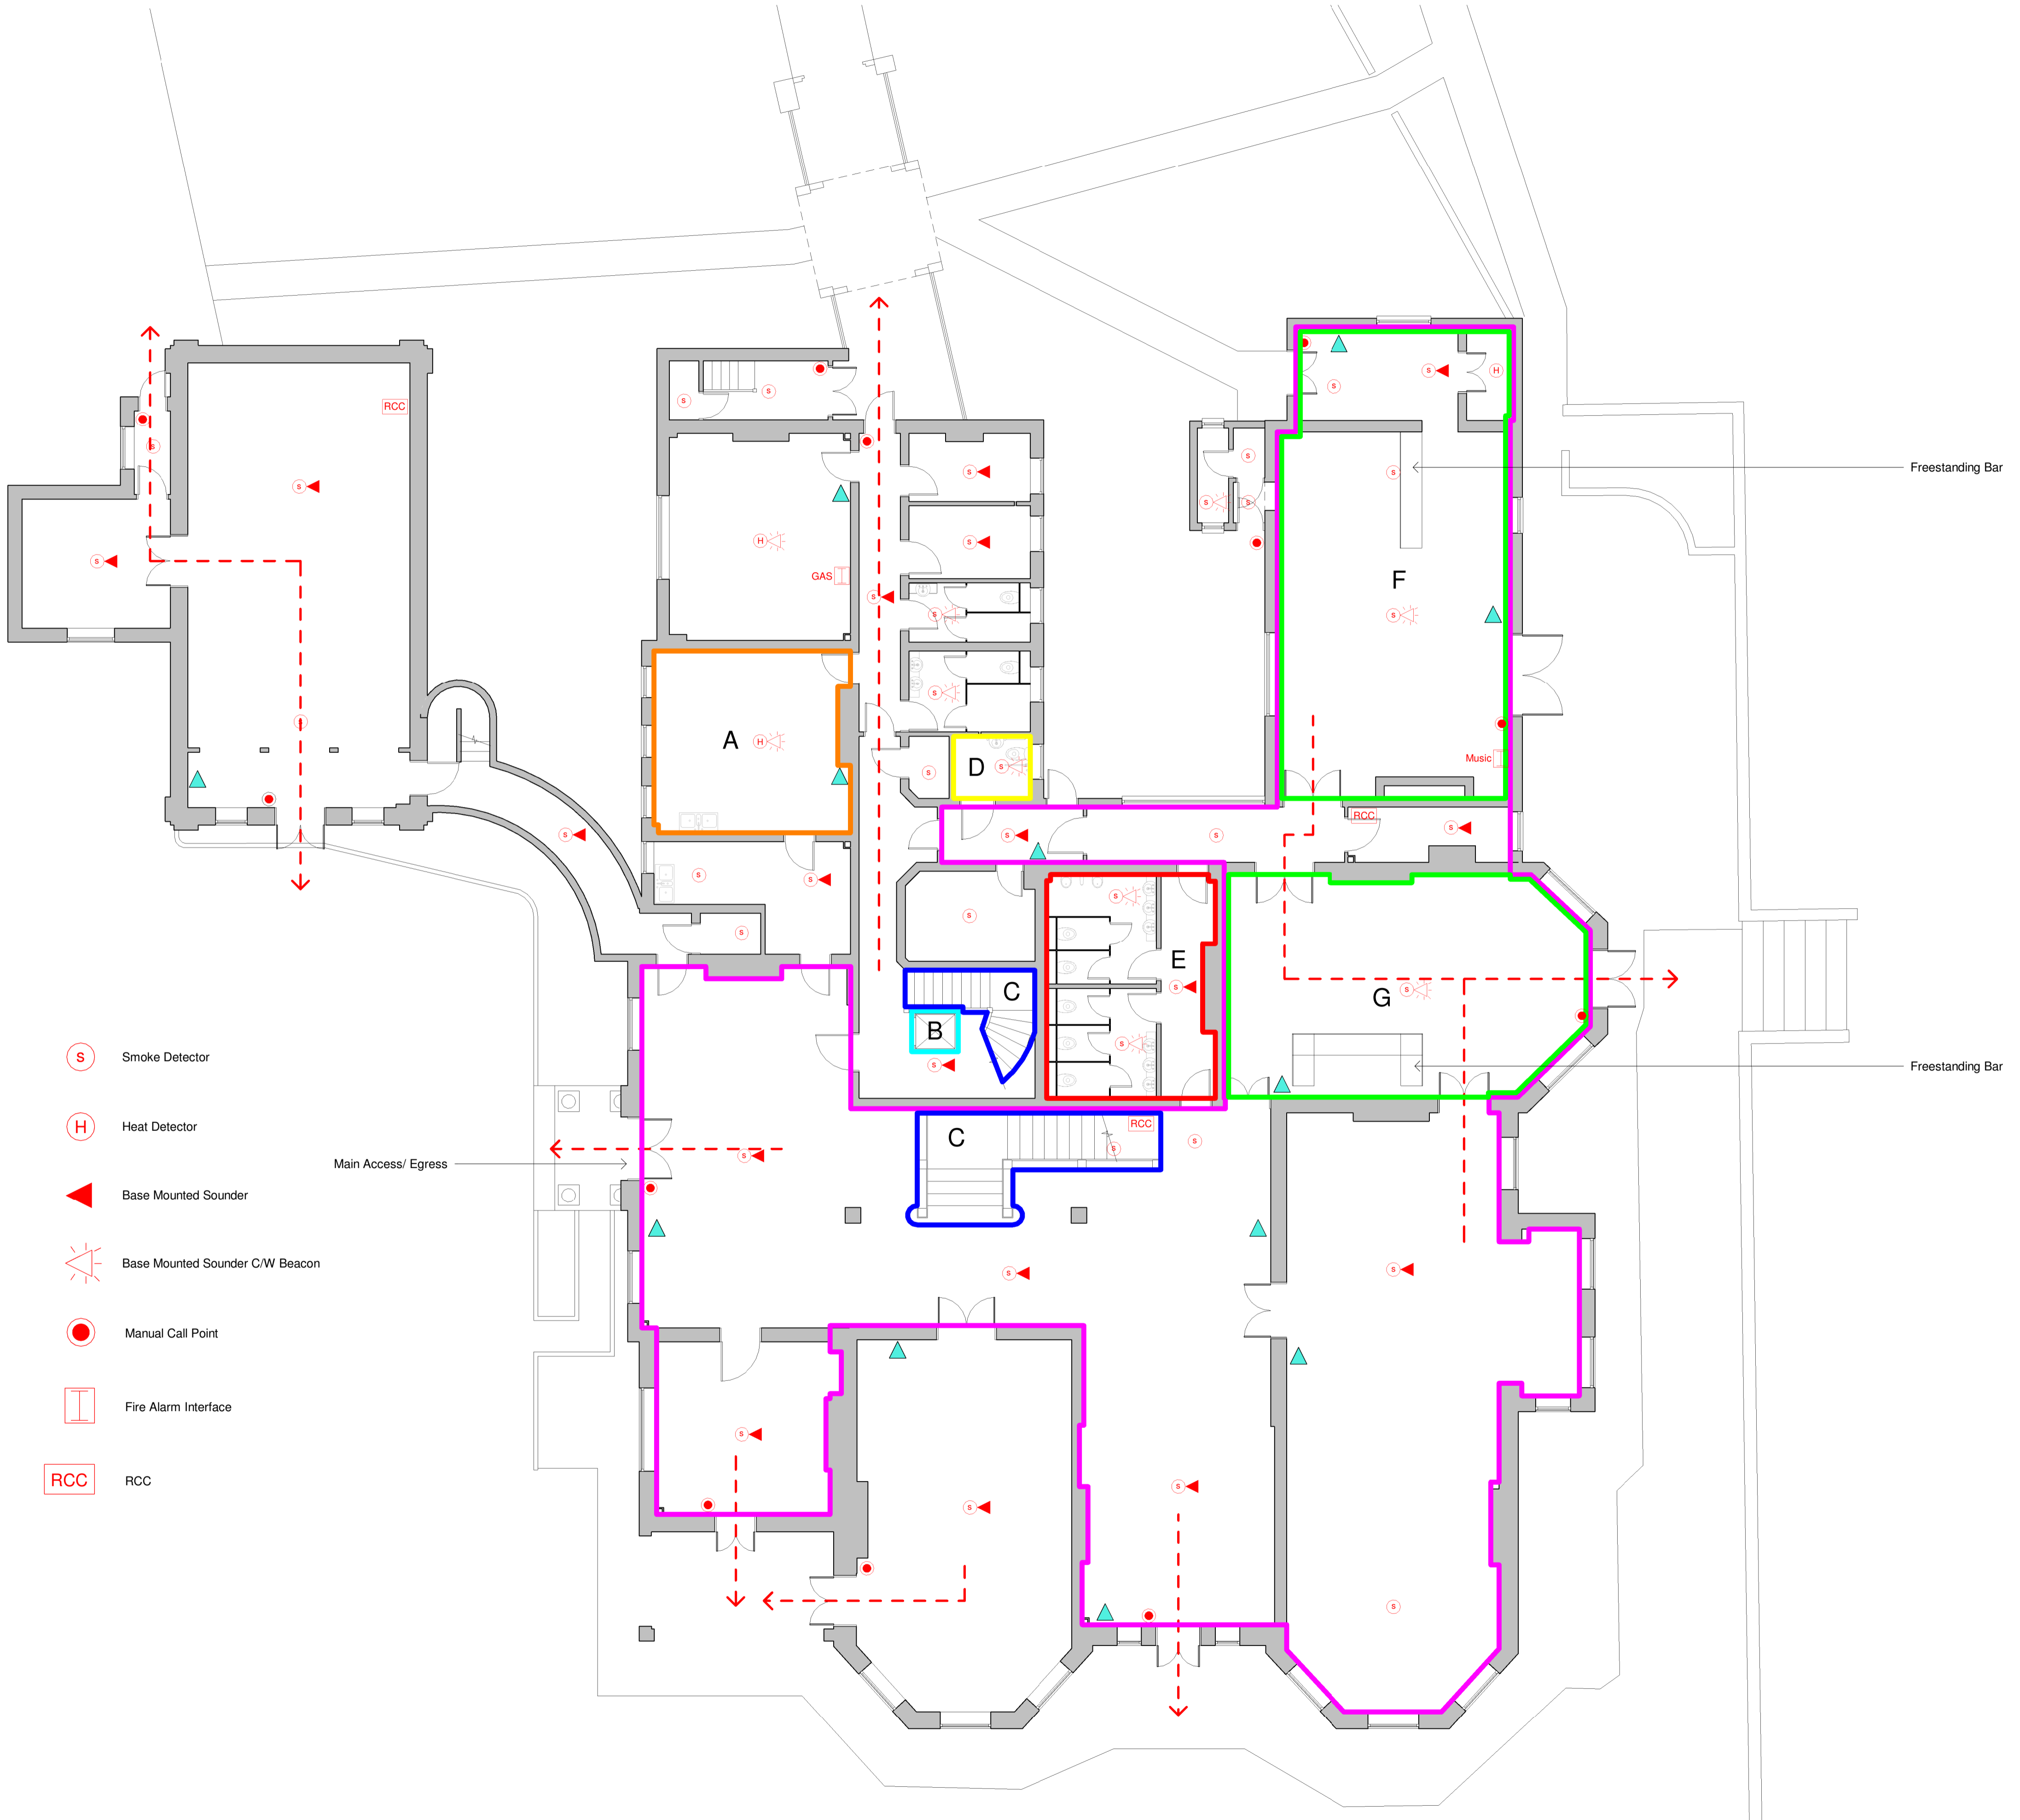 RCC
S
H
S
S
S
S
S
S
S
S
S
Freestanding Bar
S
S
S
S
S
H
GAS
S
F
S
S
S
S
A
H
D
S
S
Music
RCC
S
S
S
S
S
S
S
S
S
E
S
C
G
S
B
S
S
S
Smoke Detector
Freestanding Bar
H
Heat Detector
RCC
C
S
S
S
Main Access/ Egress
Base Mounted Sounder
Base Mounted Sounder C/W Beacon
S
S
Manual Call Point
Fire Alarm Interface
S
RCC
RCC
S
S
S